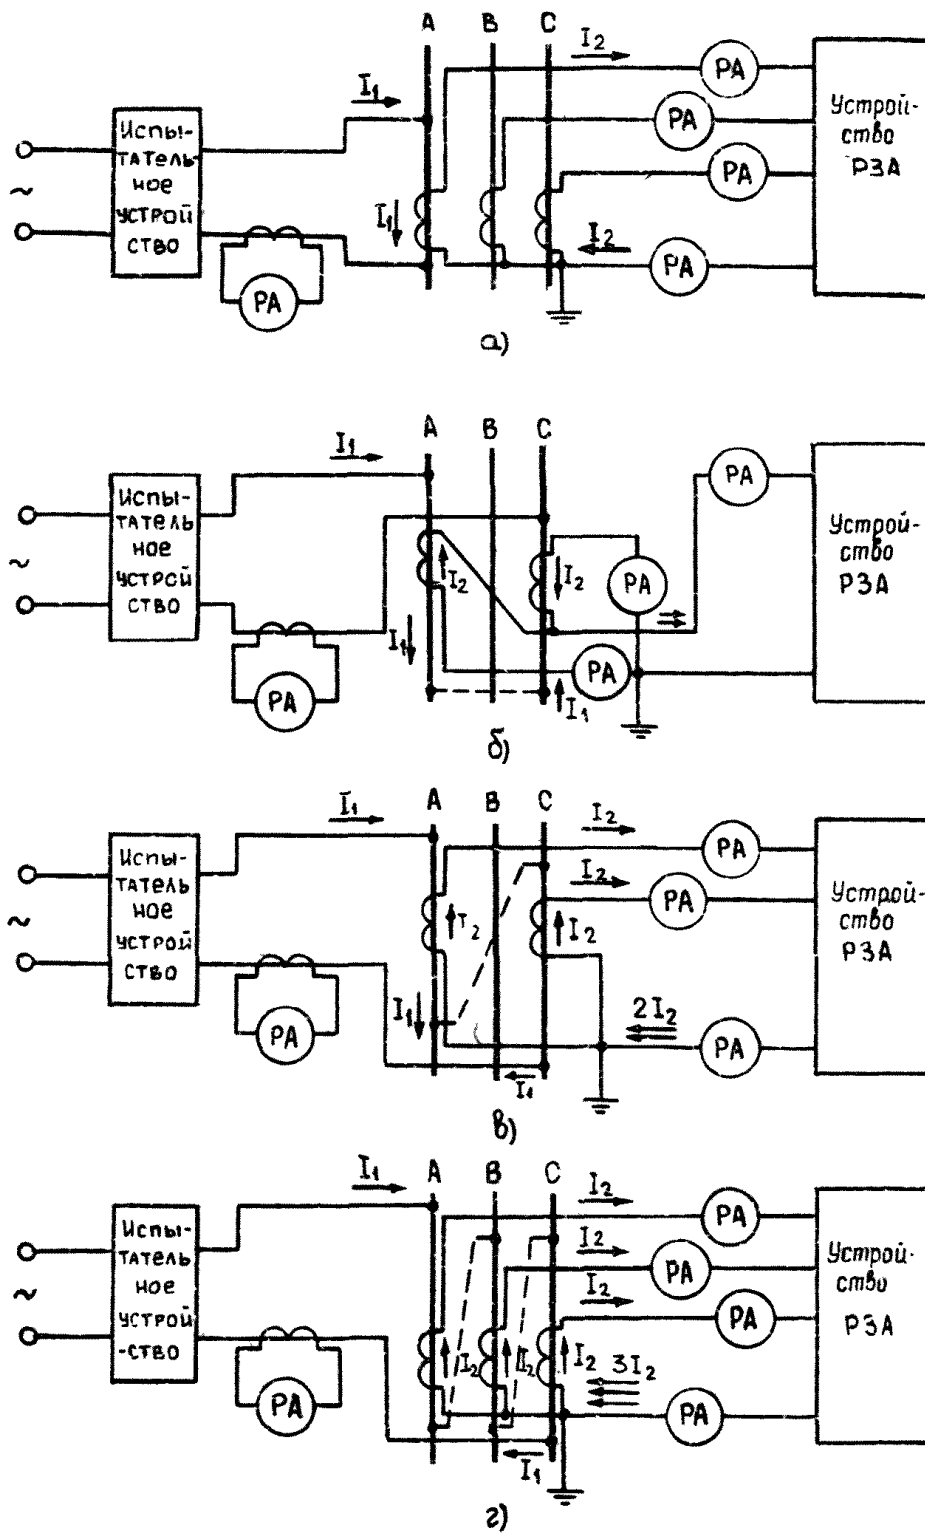 A B C
I₂
PA
I₁
Испы-
татель-
ное
устрой
ство
PA
Устрой-
ство
РЗА
PA
I₁
I₂
PA
PA
а)
A B C
I₁
PA
Испы-
татель
ное
устрой
ство
Устрой-
ство
РЗА
I₂
I₂
PA
I₁
PA
PA
I₁
б)
A B C
I₁
I₂
PA
Испы-
татель
ное
устрой
ство
I₂
PA
Устрой-
ство
РЗА
I₂
I₂
I₁
2I₂
PA
PA
I₁
в)
A B C
I₁
I₂
PA
Испы-
татель
ное
устрой
-ство
I₂
PA
Устрой-
ство
РЗА
I₂
PA
I₂
I₂
I₂
3I₂
PA
PA
I₁
г)